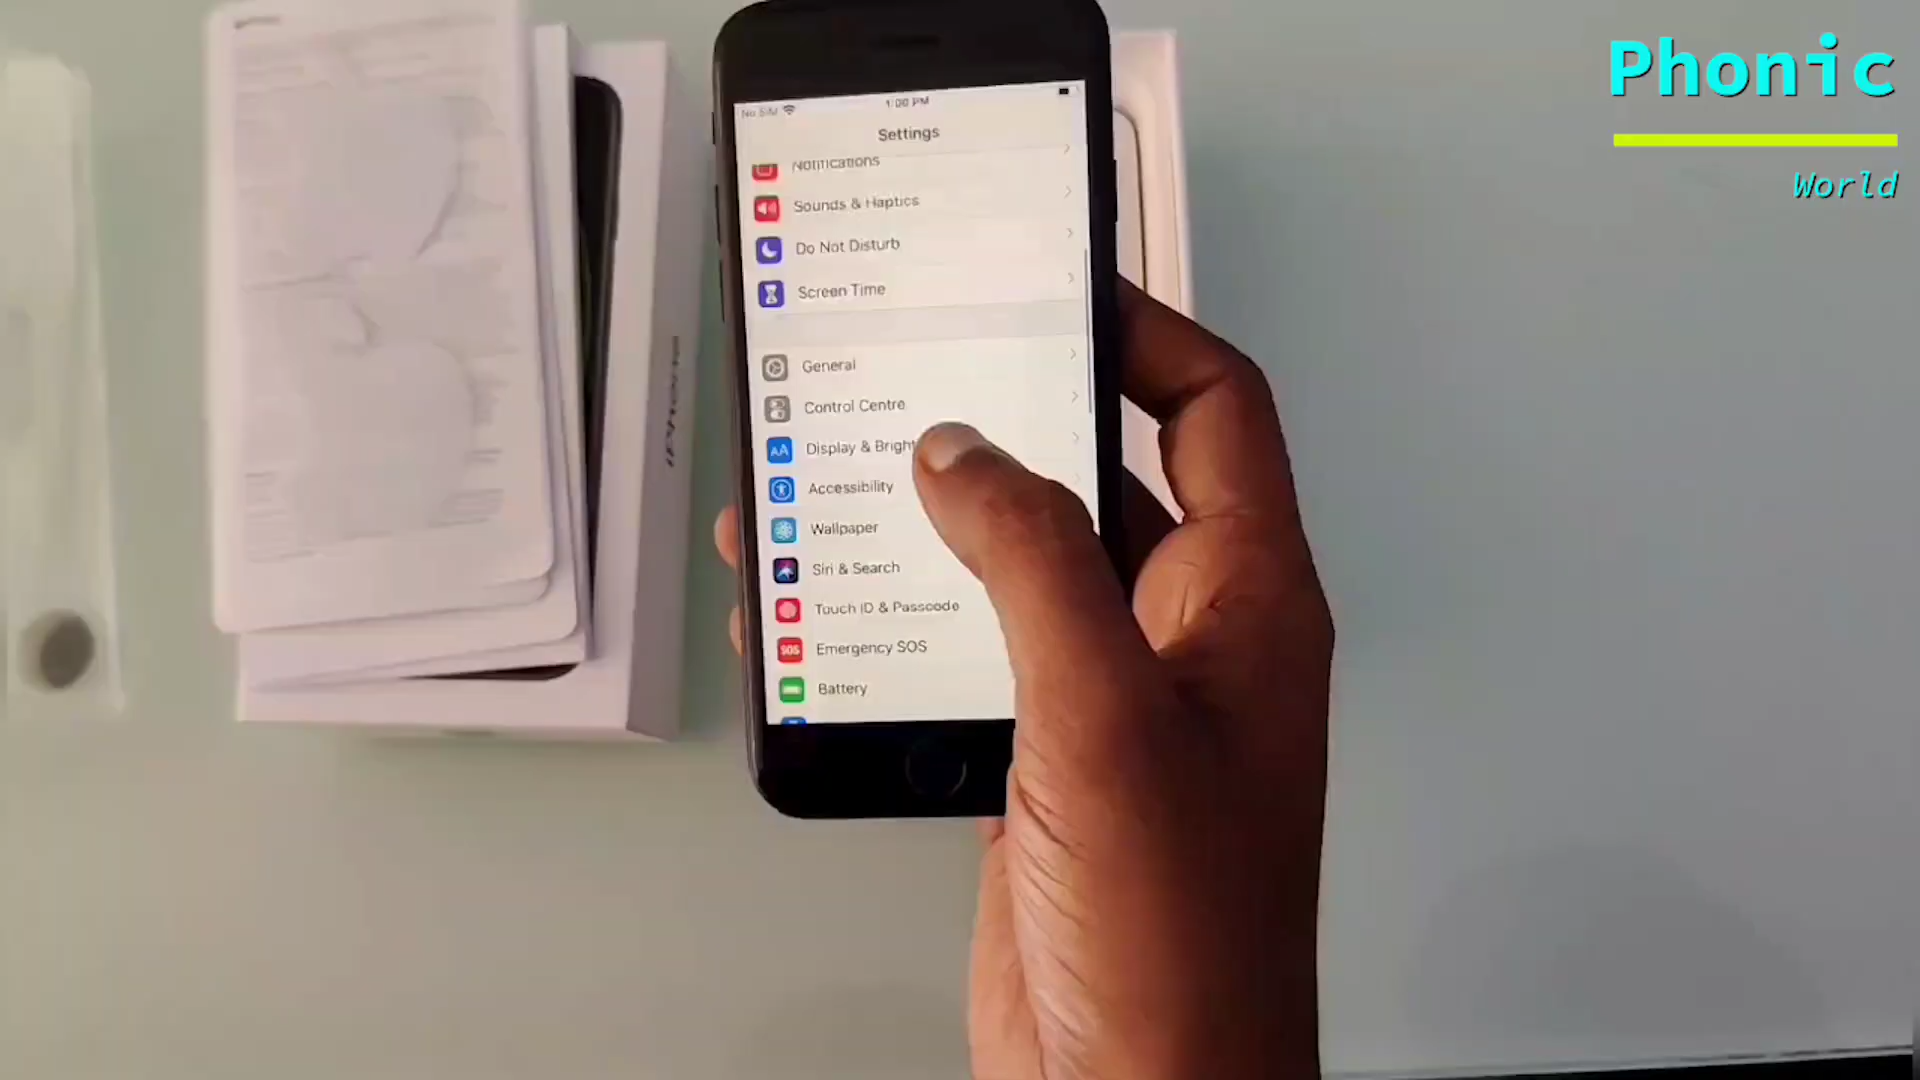 Phonic
World
No SIM
1:00 PM
Settings
Notifications
Sounds & Haptics
Do Not Disturb
Screen Time
General
Control Centre
Display & Bright
Accessibility
Wallpaper
Siri & Search
Touch ID & Passcode
SOS Emergency SOS
Battery
iPhone